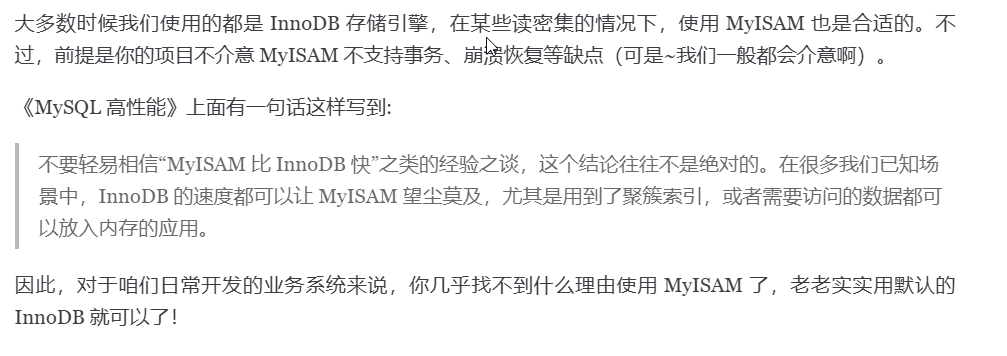 大多数时候我们使用的都是 InnoDB 存储引擎，在某些读密集的情况下，使用 MyISAM 也是合适的。不
过，前提是你的项目不介意 MyISAM 不支持事务、崩溃恢复等缺点（可是~我们一般都会介意啊）。
《MySQL 高性能》上面有一句话这样写到:
不要轻易相信“MyISAM 比 InnoDB 快”之类的经验之谈，这个结论往往不是绝对的。在很多我们已知场
景中，InnoDB 的速度都可以让 MyISAM 望尘莫及，尤其是用到了聚簇索引，或者需要访问的数据都可
以放入内存的应用。
因此，对于咱们日常开发的业务系统来说，你几乎找不到什么理由使用 MyISAM 了，老老实实用默认的
InnoDB 就可以了！